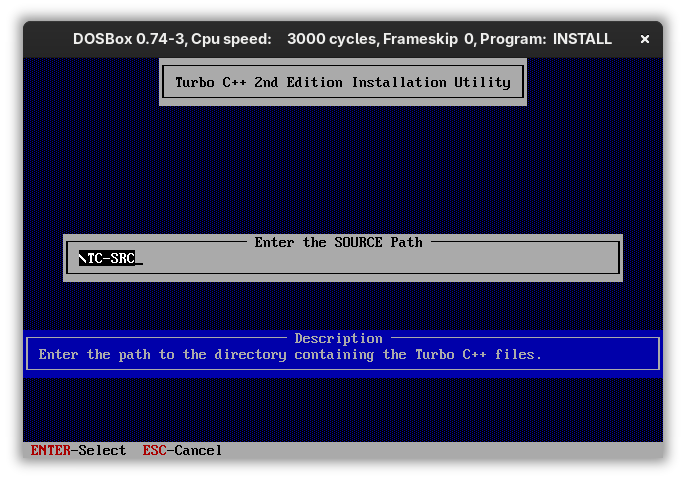 DOSBox 0.74-3, Cpu speed: 3000 cycles, Frameskip 0, Program: INSTALL
Turbo C++ 2nd Edition Installation Utility
Enter the SOURCE Path
\TC-SRC_
Description
Enter the path to the directory containing the Turbo C++ files.
ENTER-Select ESC-Cancel